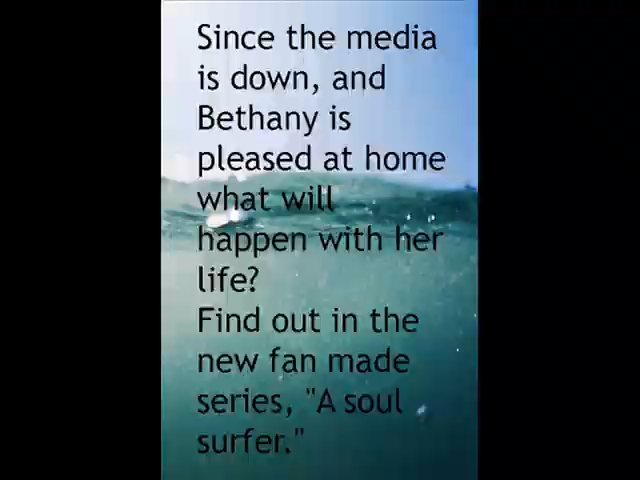 Since the media
is down, and
Bethany is
pleased at home
what will
happen with her
life?
Find out in the
new fan made
series, "A soul
surfer."